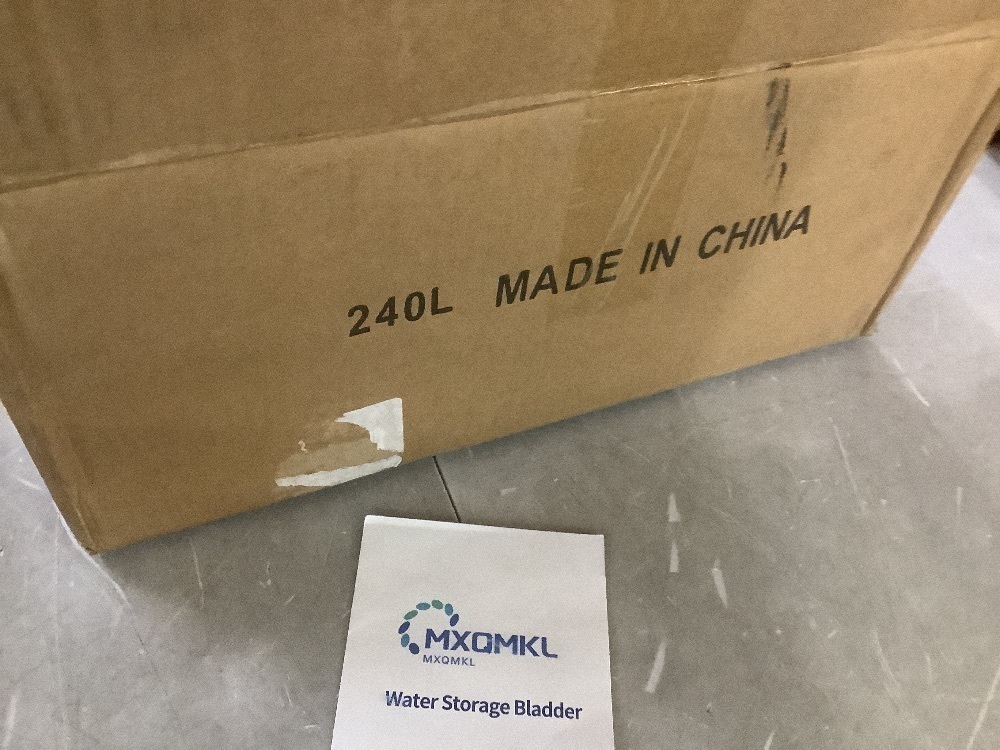 240L MADE IN CHINA
MXQMKL
MXQMKL
Water Storage Bladder